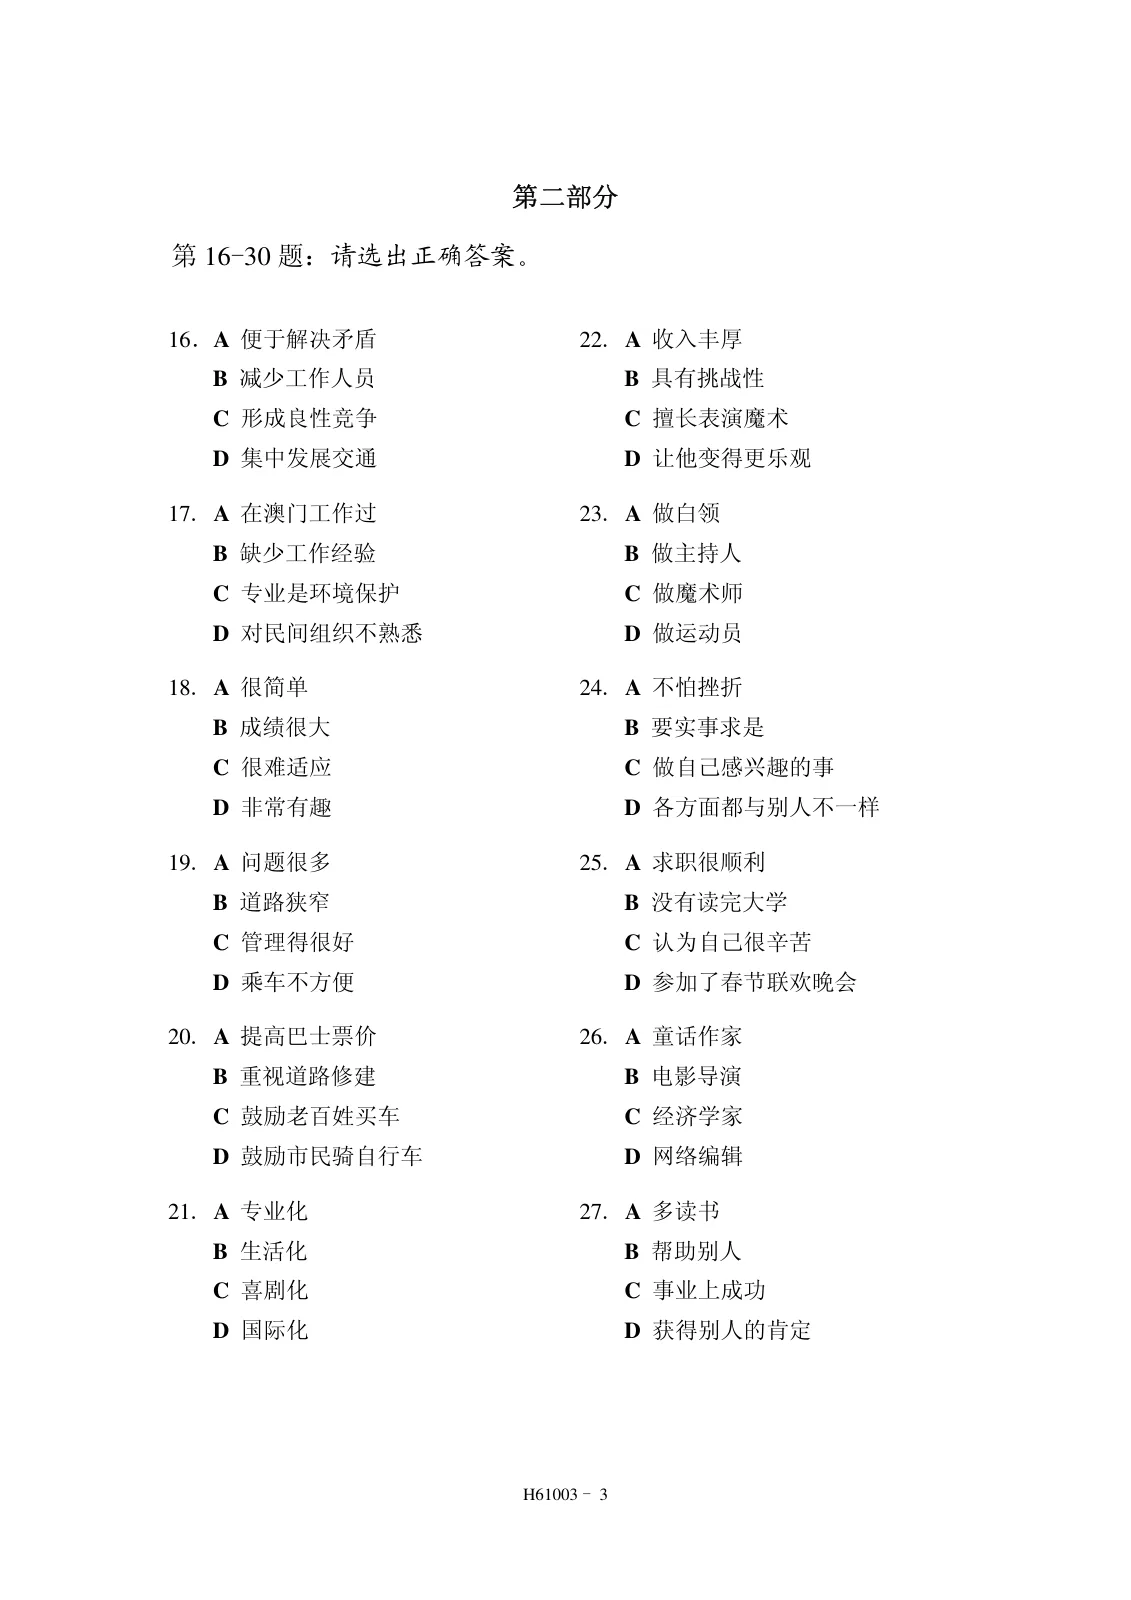 第二部分
第 16-30 题：请选出正确答案。
16. A 便于解决矛盾
B 减少工作人员
C 形成良性竞争
D 集中发展交通
17. A 在澳门工作过
B 缺少工作经验
C 专业是环境保护
D 对民间组织不熟悉
18. A 很简单
B 成绩很大
C 很难适应
D 非常有趣
19. A 问题很多
B 道路狭窄
C 管理得很好
D 乘车不方便
20. A 提高巴士票价
B 重视道路修建
C 鼓励老百姓买车
D 鼓励市民骑自行车
21. A 专业化
B 生活化
C 喜剧化
D 国际化
22. A 收入丰厚
B 具有挑战性
C 擅长表演魔术
D 让他变得更乐观
23. A 做白领
B 做主持人
C 做魔术师
D 做运动员
24. A 不怕挫折
B 要实事求是
C 做自己感兴趣的事
D 各方面都与别人不一样
25. A 求职很顺利
B 没有读完大学
C 认为自己很辛苦
D 参加了春节联欢晚会
26. A 童话作家
B 电影导演
C 经济学家
D 网络编辑
27. A 多读书
B 帮助别人
C 事业上成功
D 获得别人的肯定
H61003 - 3